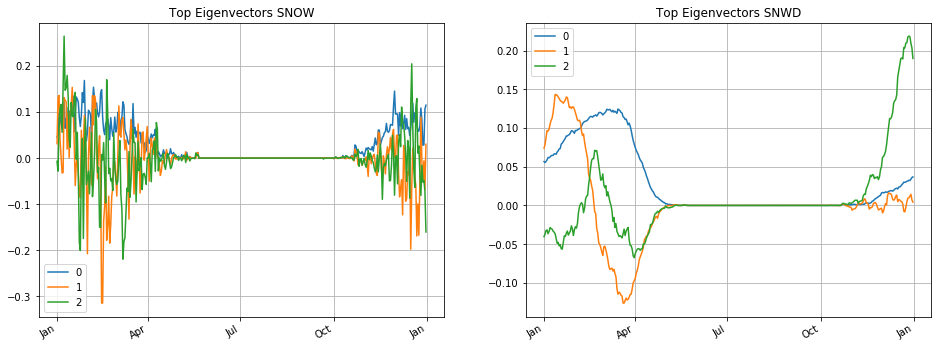 Top Eigenvectors SNOW
0.2
0.1
0.0
−0.1
−0.2
−0.3
0
1
2
Jan
Apr
Jul
Oct
Jan
Top Eigenvectors SNWD
0
1
2
0.20
0.15
0.10
0.05
0.00
−0.05
−0.10
Jan
Apr
Jul
Oct
Jan